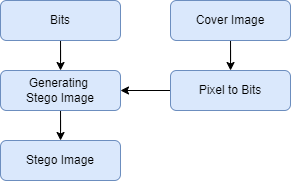 Bits
Cover Image
Generating
Stego Image
Pixel to Bits
Stego Image